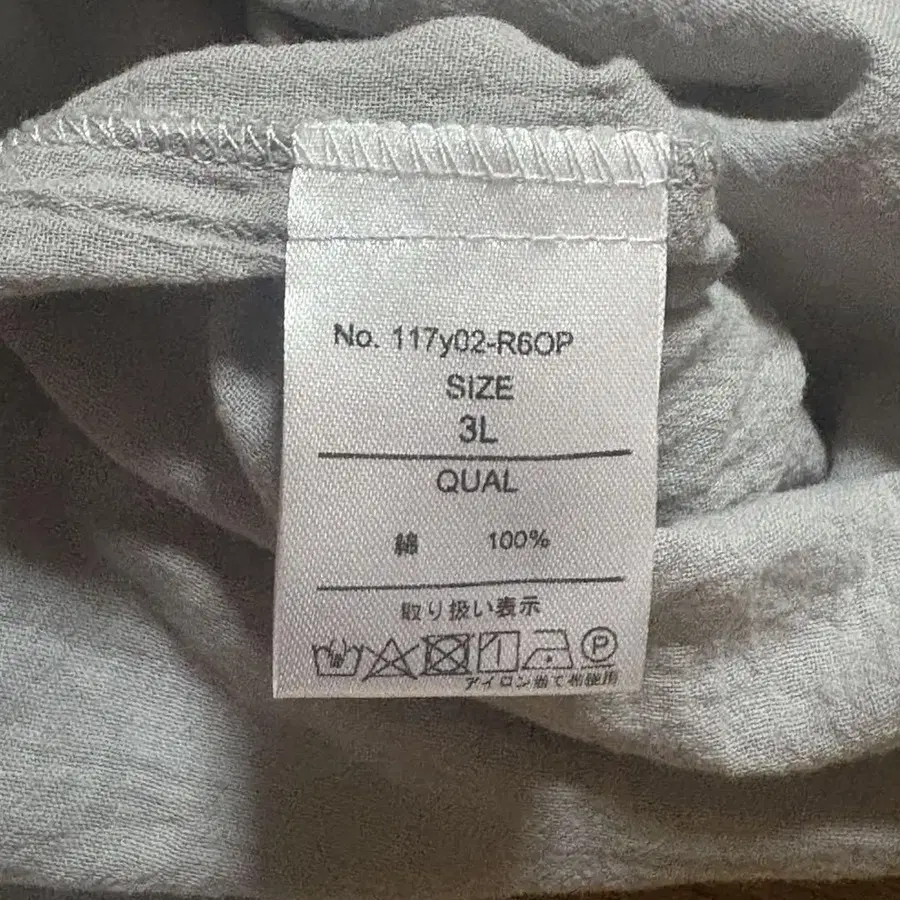 No. 117y02-R6OP
SIZE
3L
QUAL
綿 100%
取り扱い表示
P
アイロン当て布使用